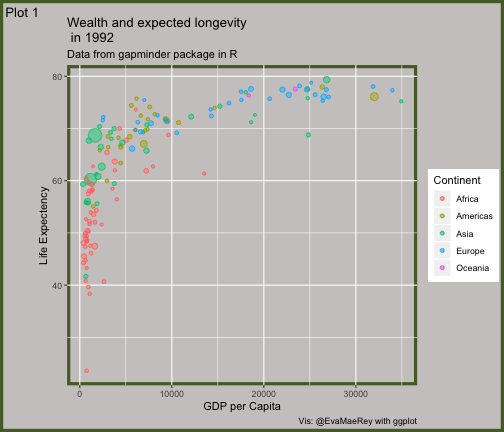 Plot 1
Wealth and expected longevity
in 1992
Data from gapminder package in R
80
60
40
Life Expectency
0
10000
20000
30000
GDP per Capita
Continent
Africa
Americas
Asia
Europe
Oceania
Vis: @EvaMaeRey with ggplot